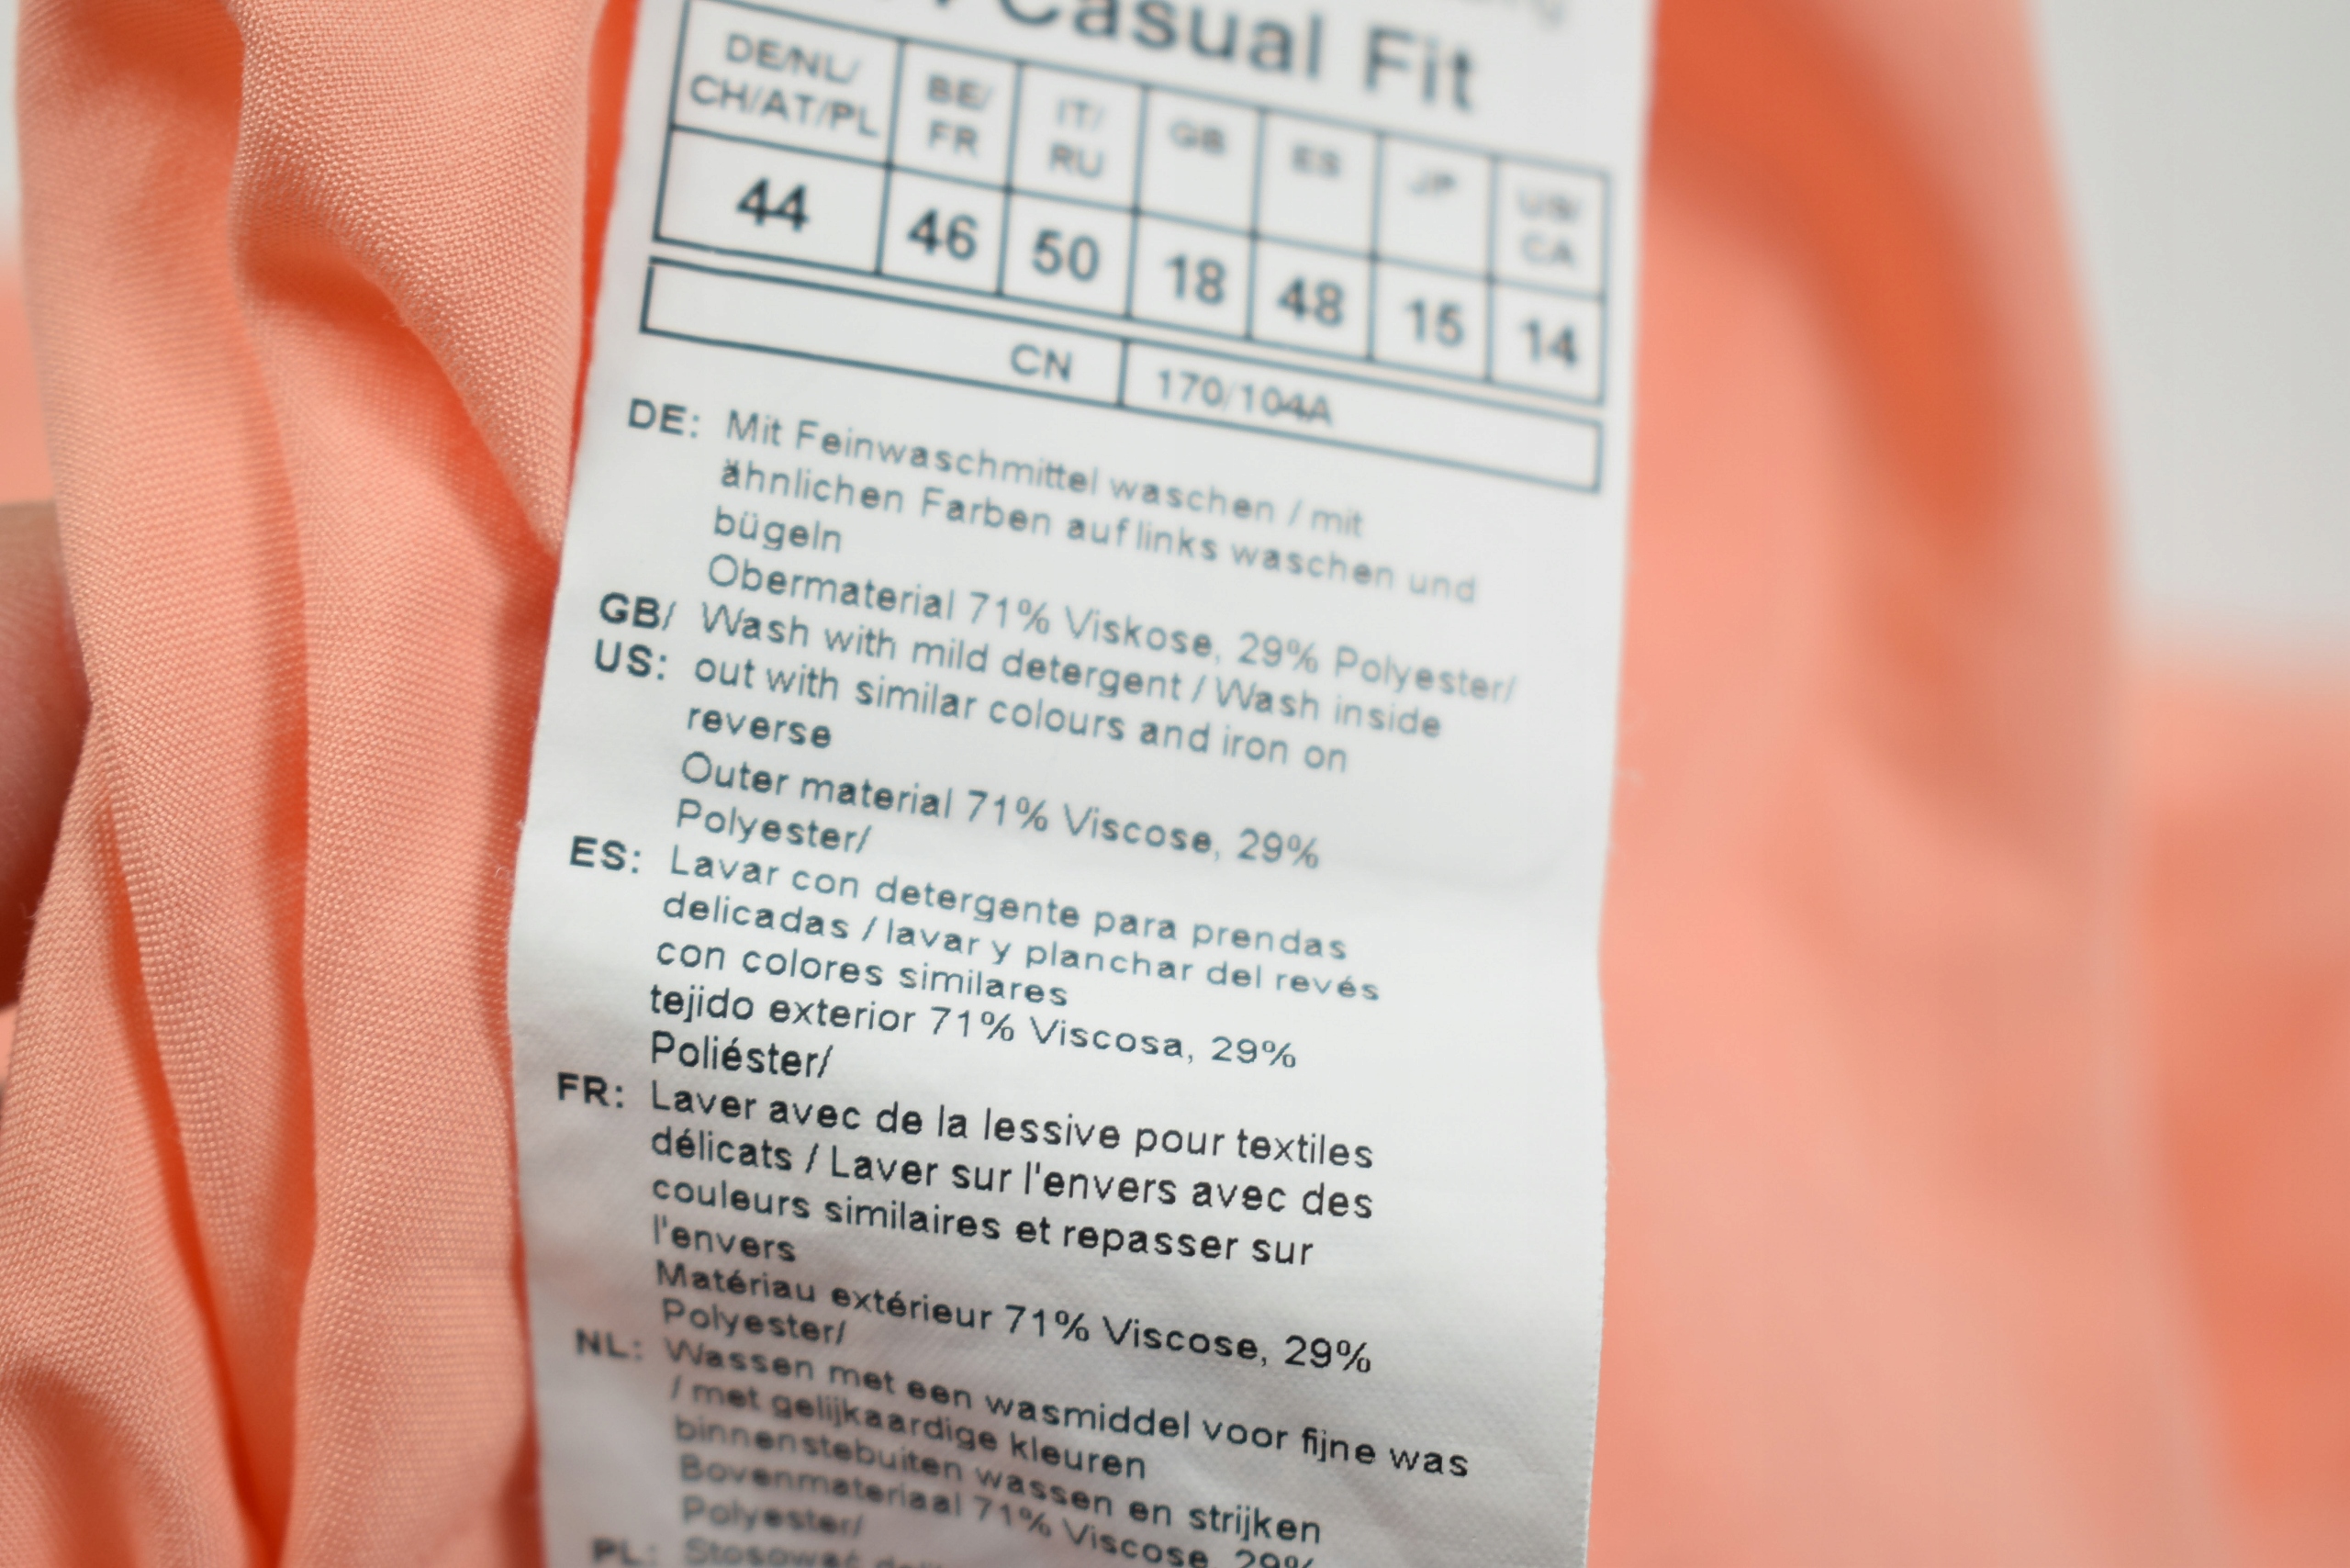 Casual Fit
DE/NL/ BE/ IT/ GB ES JP US/
CH/AT/PL FR RU CA
44 46 50 18 48 15 14
CN 170/104A
DE: Mit Feinwaschmittel waschen / mit
ähnlichen Farben auf links waschen und
bügeln
Obermaterial 71% Viskose, 29% Polyester/
GB/ Wash with mild detergent / Wash inside
US: out with similar colours and iron on
reverse
Outer material 71% Viscose, 29%
Polyester/
ES: Lavar con detergente para prendas
delicadas / lavar y planchar del revés
con colores similares
tejido exterior 71% Viscosa, 29%
Poliéster/
FR: Laver avec de la lessive pour textiles
délicats / Laver sur l'envers avec des
couleurs similaires et repasser sur
l'envers
Matériau extérieur 71% Viscose, 29%
Polyester/
NL: Wassen met een wasmiddel voor fijne was
/ met gelijkaardige kleuren
binnenstebuiten wassen en strijken
Bovenmateriaal 71% Viscose, 29%
Polyester/
PL: Stosować